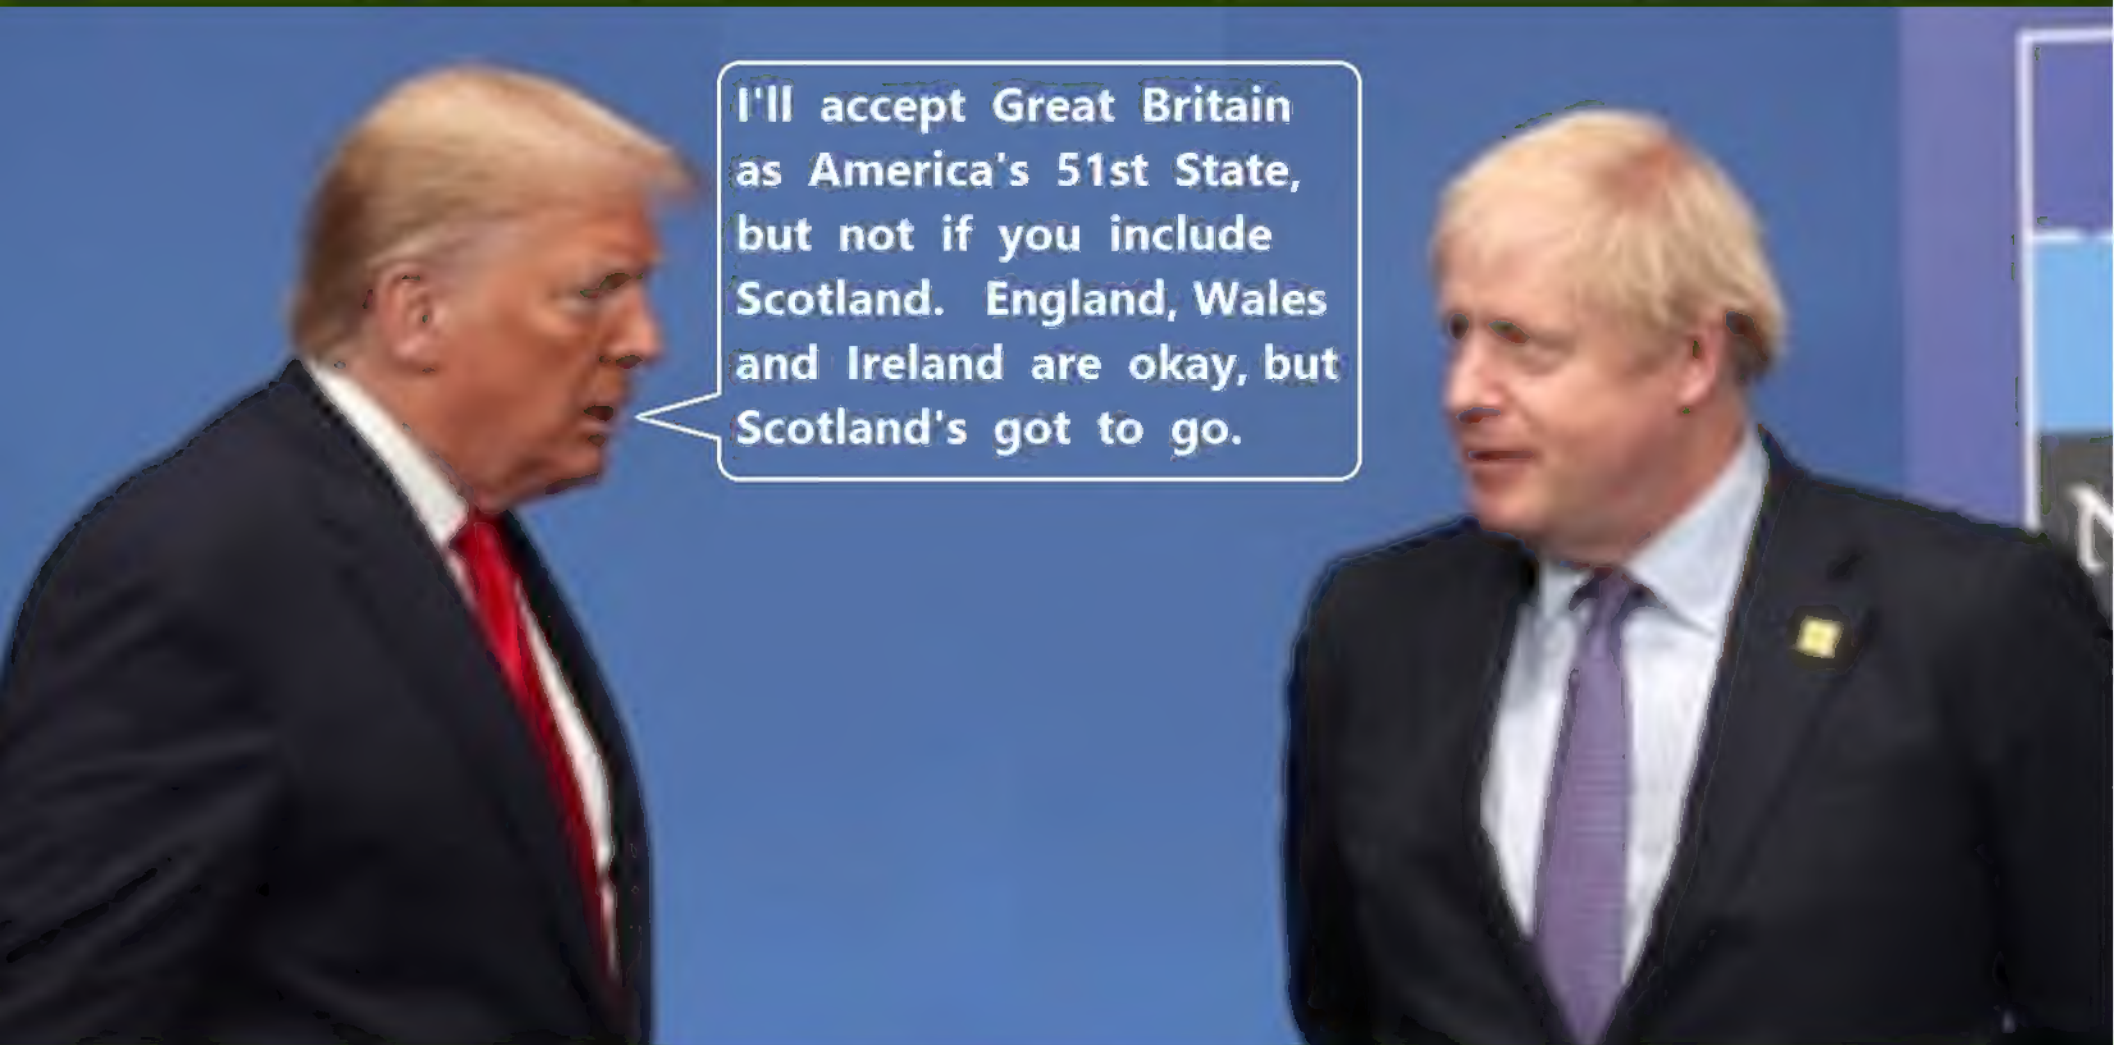 I'll accept Great Britain
as America's 51st State,
but not if you include
Scotland. England, Wales
and Ireland are okay, but
Scotland's got to go.